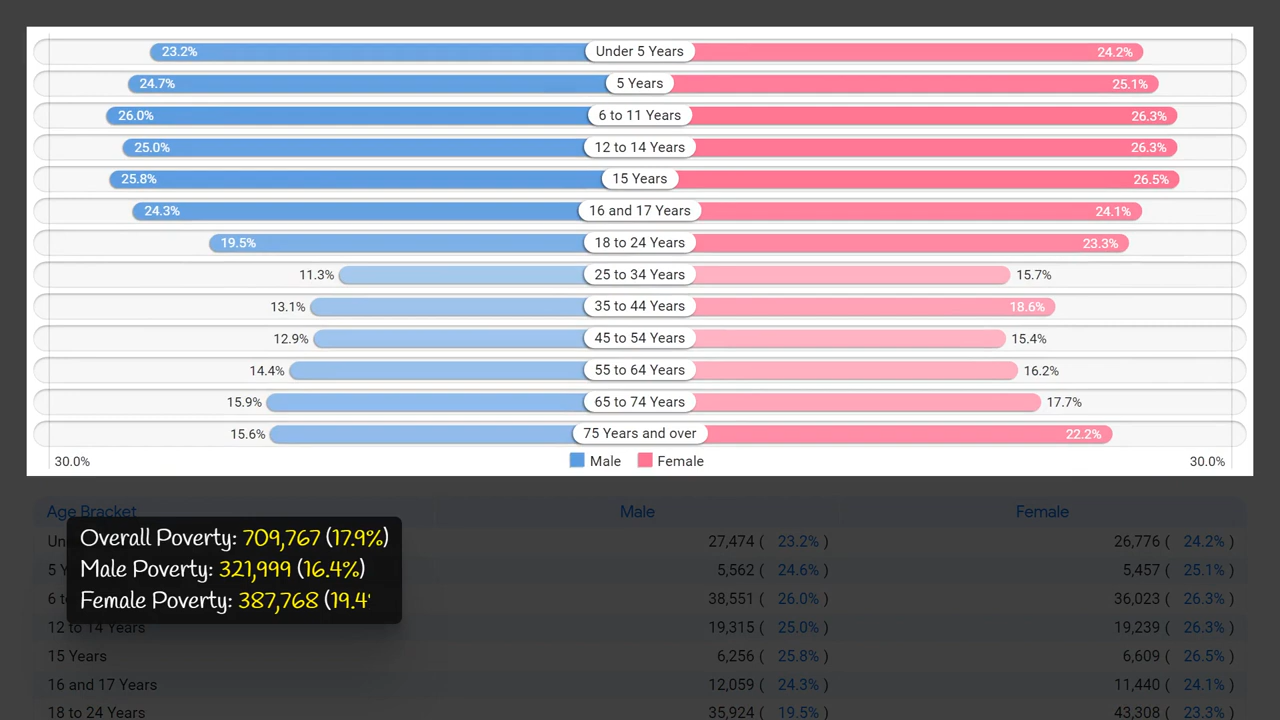 23.2% Under 5 Years 24.2%
24.7% 5 Years 25.1%
26.0% 6 to 11 Years 26.3%
25.0% 12 to 14 Years 26.3%
25.8% 15 Years 26.5%
24.3% 16 and 17 Years 24.1%
19.5% 18 to 24 Years 23.3%
11.3% 25 to 34 Years 15.7%
13.1% 35 to 44 Years 18.6%
12.9% 45 to 54 Years 15.4%
14.4% 55 to 64 Years 16.2%
15.9% 65 to 74 Years 17.7%
15.6% 75 Years and over 22.2%
30.0% Male Female 30.0%
Age Bracket Male Female
27,474 ( 23.2% ) 26,776 ( 24.2% )
5,562 ( 24.6% ) 5,457 ( 25.1% )
38,551 ( 26.0% ) 36,023 ( 26.3% )
12 to 14 Years 19,315 ( 25.0% ) 19,239 ( 26.3% )
15 Years 6,256 ( 25.8% ) 6,609 ( 26.5% )
16 and 17 Years 12,059 ( 24.3% ) 11,440 ( 24.1% )
18 to 24 Years 35,924 ( 19.5% ) 43,308 ( 23.3% )
Overall Poverty: 709,767 (17.9%)
Male Poverty: 321,999 (16.4%)
Female Poverty: 387,768 (19.4